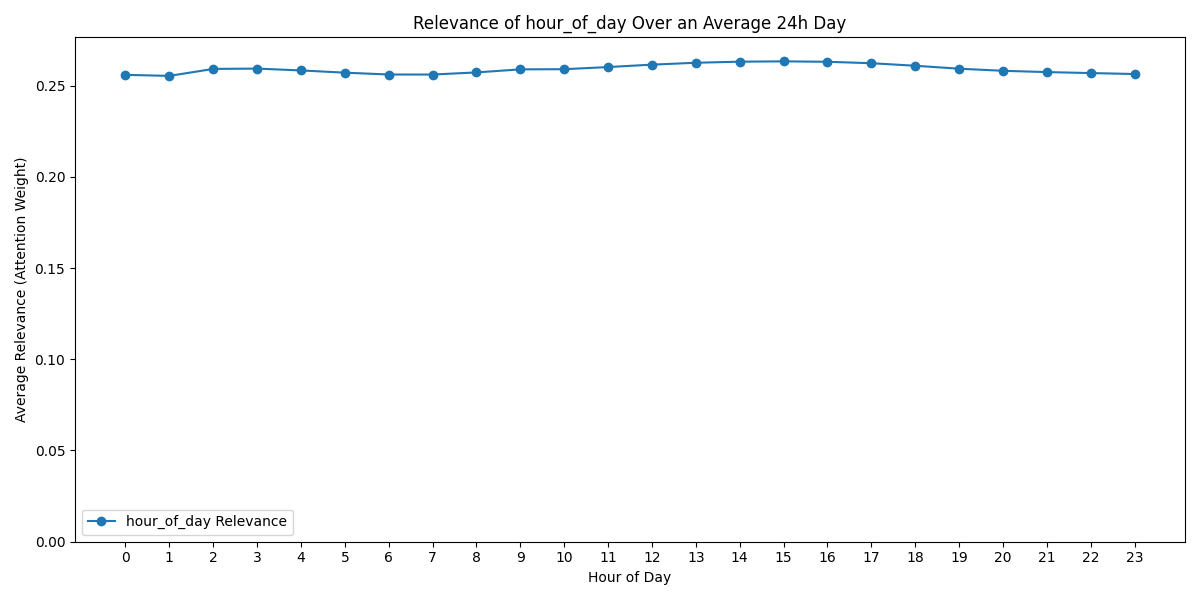 Relevance of hour_of_day Over an Average 24h Day
Average Relevance (Attention Weight)
0.25
0.20
0.15
0.10
0.05
0.00
hour_of_day Relevance
0 1 2 3 4 5 6 7 8 9 10 11 12 13 14 15 16 17 18 19 20 21 22 23
Hour of Day